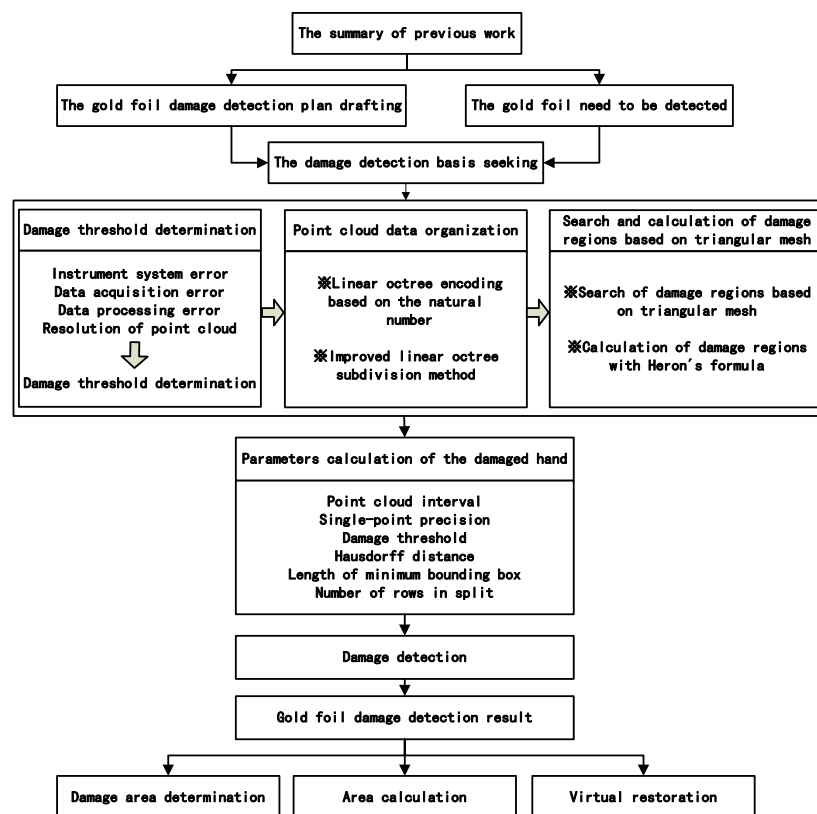 The summary of previous work
The gold foil damage detection plan drafting
The gold foil need to be detected
The damage detection basis seeking
Damage threshold determination
Instrument system error
Data acquisition error
Data processing error
Resolution of point cloud
Damage threshold determination
Point cloud data organization
※Linear octree encoding
based on the natural
number
※Improved linear octree
subdivision method
Search and calculation of damage
regions based on triangular mesh
※Search of damage regions based
on triangular mesh
※Calculation of damage regions
with Heron's formula
Parameters calculation of the damaged hand
Point cloud interval
Single-point precision
Damage threshold
Hausdorff distance
Length of minimum bounding box
Number of rows in split
Damage detection
Gold foil damage detection result
Damage area determination
Area calculation
Virtual restoration